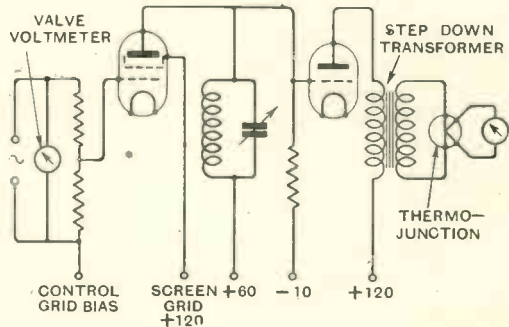 VALVE
VOLTMETER
STEP DOWN
TRANSFORMER
THERMO-
JUNCTION
CONTROL
GRID BIAS
SCREEN
GRID
+120
+60
-10
+120